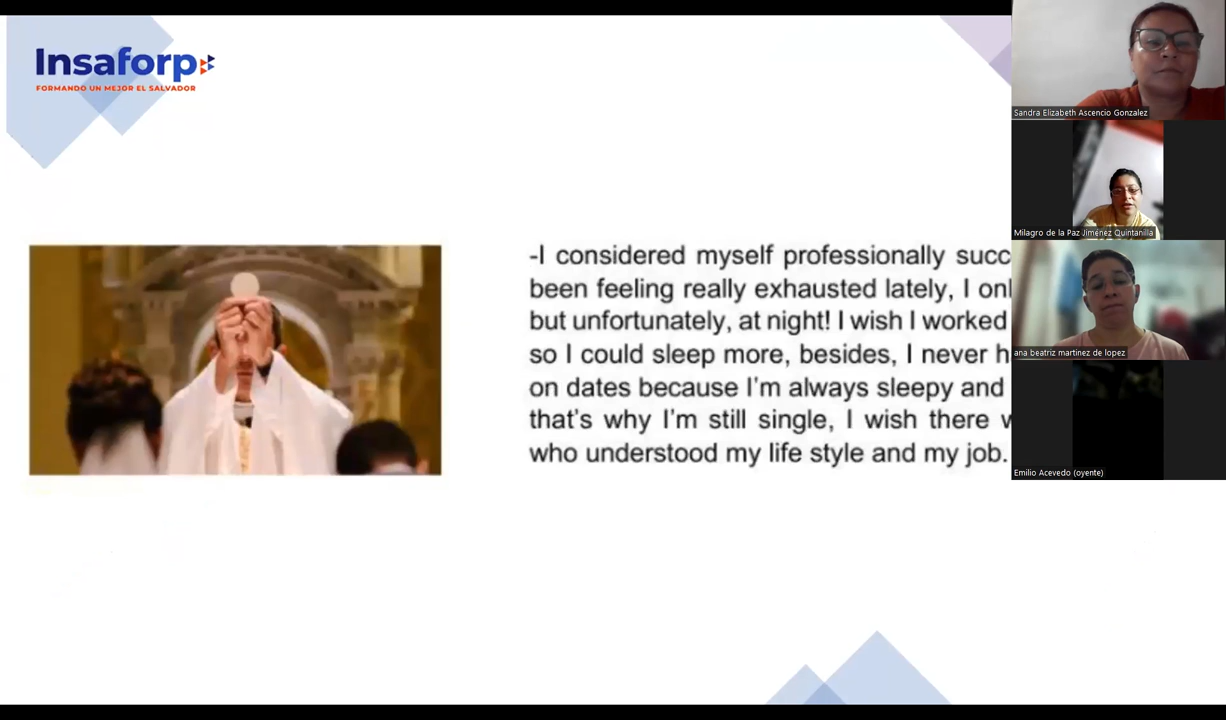 Insaforp
FORMANDO UN MEJOR EL SALVADOR
-I considered myself professionally succ
been feeling really exhausted lately, I onl
but unfortunately, at night! I wish I worked
so I could sleep more, besides, I never h
on dates because I'm always sleepy and
that's why I'm still single, I wish there w
who understood my life style and my job.
Sandra Elizabeth Ascencio Gonzalez
Milagro de la Paz Jiménez Quintanilla
ana beatriz martinez de lopez
Emilio Acevedo (oyente)